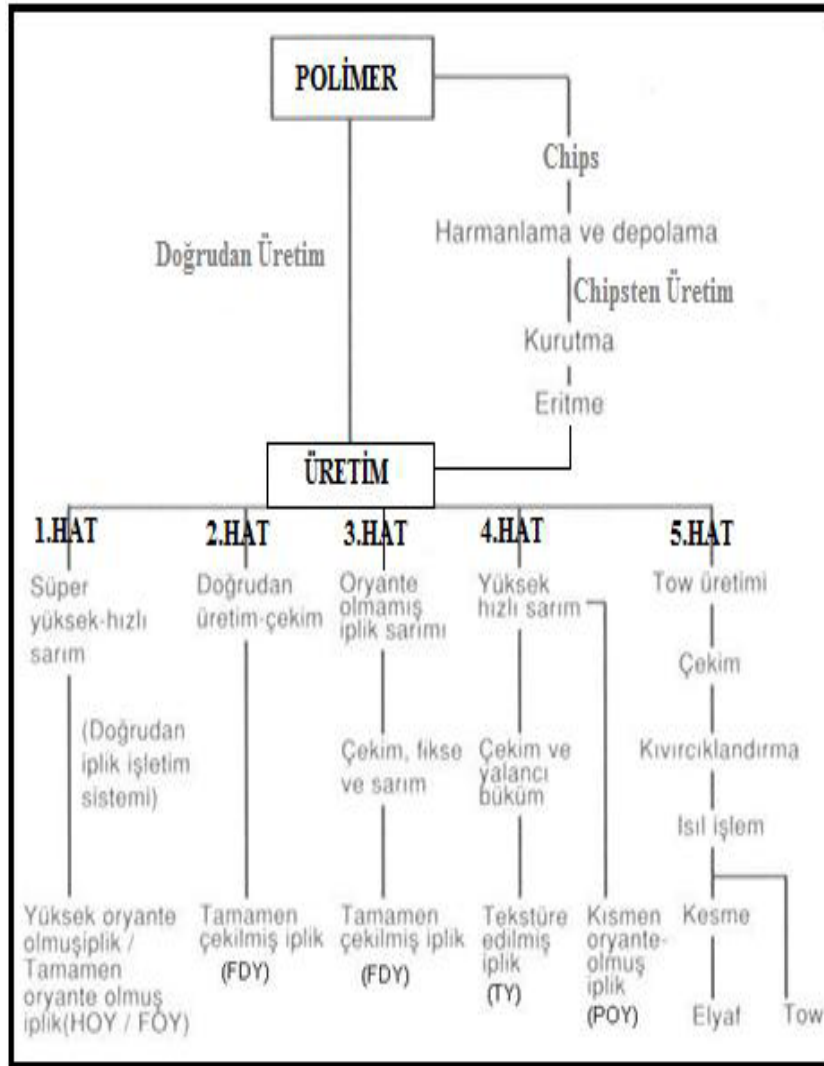 POLİMER
Chips
Harmanlama ve depolama
Doğrudan Üretim
Chipsten Üretim
Kurutma
Eritme
ÜRETİM
1.HAT
2.HAT
3.HAT
4.HAT
5.HAT
Süper
yüksek-hızlı
sarım
(Doğrudan
iplik işletim
sistemi)
Yüksek oryante
olmuşiplik /
Tamamen
oryante olmuş
iplik(HOY / FOY)
Doğrudan
üretim-çekim
Tamamen
çekilmiş iplik
(FDY)
Oryante
olmamış
iplik sarımı
Çekim, fikse
ve sarım
Tamamen
çekilmiş iplik
(FDY)
Yüksek
hızlı sarım
Çekim ve
yalancı
büküm
Tekstüre
edilmiş
iplik
(TY)
Kısmen
oryante-
olmuş
iplik
(POY)
Tow üretimi
Çekim
Kıvırcıklandırma
Isıl işlem
Kesme
Elyaf
Tow